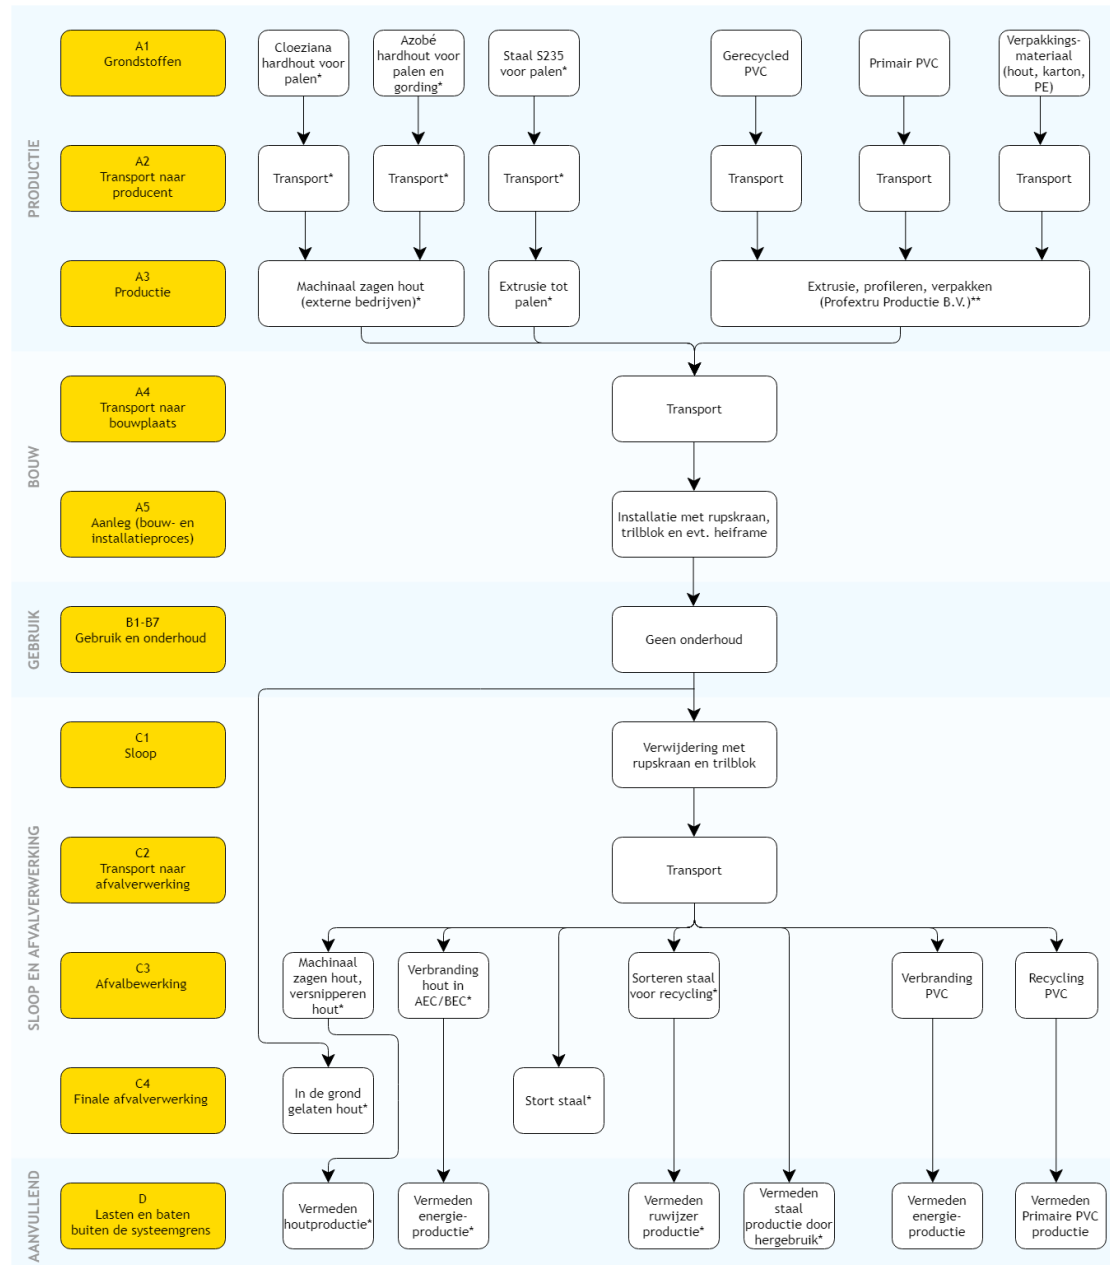 PRODUCTIE
A1
Grondstoffen
Cloeziana
hardhout voor
palen*
Azobé
hardhout voor
palen en
gording*
Staal S235
voor palen*
Gerecycled
PVC
Primair PVC
Verpakkings-
materiaal
(hout, karton,
PE)
A2
Transport naar
producent
Transport*
Transport*
Transport*
Transport
Transport
Transport
A3
Productie
Machinaal zagen hout
(externe bedrijven)*
Extrusie tot
palen*
Extrusie, profileren, verpakken
(Profextru Productie B.V.)**
BOUW
A4
Transport naar
bouwplaats
Transport
A5
Aanleg (bouw- en
installatieproces)
Installatie met rupskraan,
trilblok en evt. heiframe
GEBRUIK
B1-B7
Gebruik en onderhoud
Geen onderhoud
SLOOP EN AFVALVERWERKING
C1
Sloop
Verwijdering met
rupskraan en trilblok
C2
Transport naar
afvalverwerking
Transport
C3
Afvalbewerking
Machinaal
zagen hout,
versnipperen
hout*
Verbranding
hout in
AEC/BEC*
Sorteren staal
voor recycling*
Verbranding
PVC
Recycling
PVC
C4
Finale afvalverwerking
In de grond
gelaten hout*
Stort staal*
AANVULLEND
D
Lasten en baten
buiten de systeemgrens
Vermeden
houtproductie*
Vermeden
energie-
productie*
Vermeden
ruwijzer
productie*
Vermeden
staal
productie door
hergebruik*
Vermeden
energie-
productie
Vermeden
Primaire PVC
productie